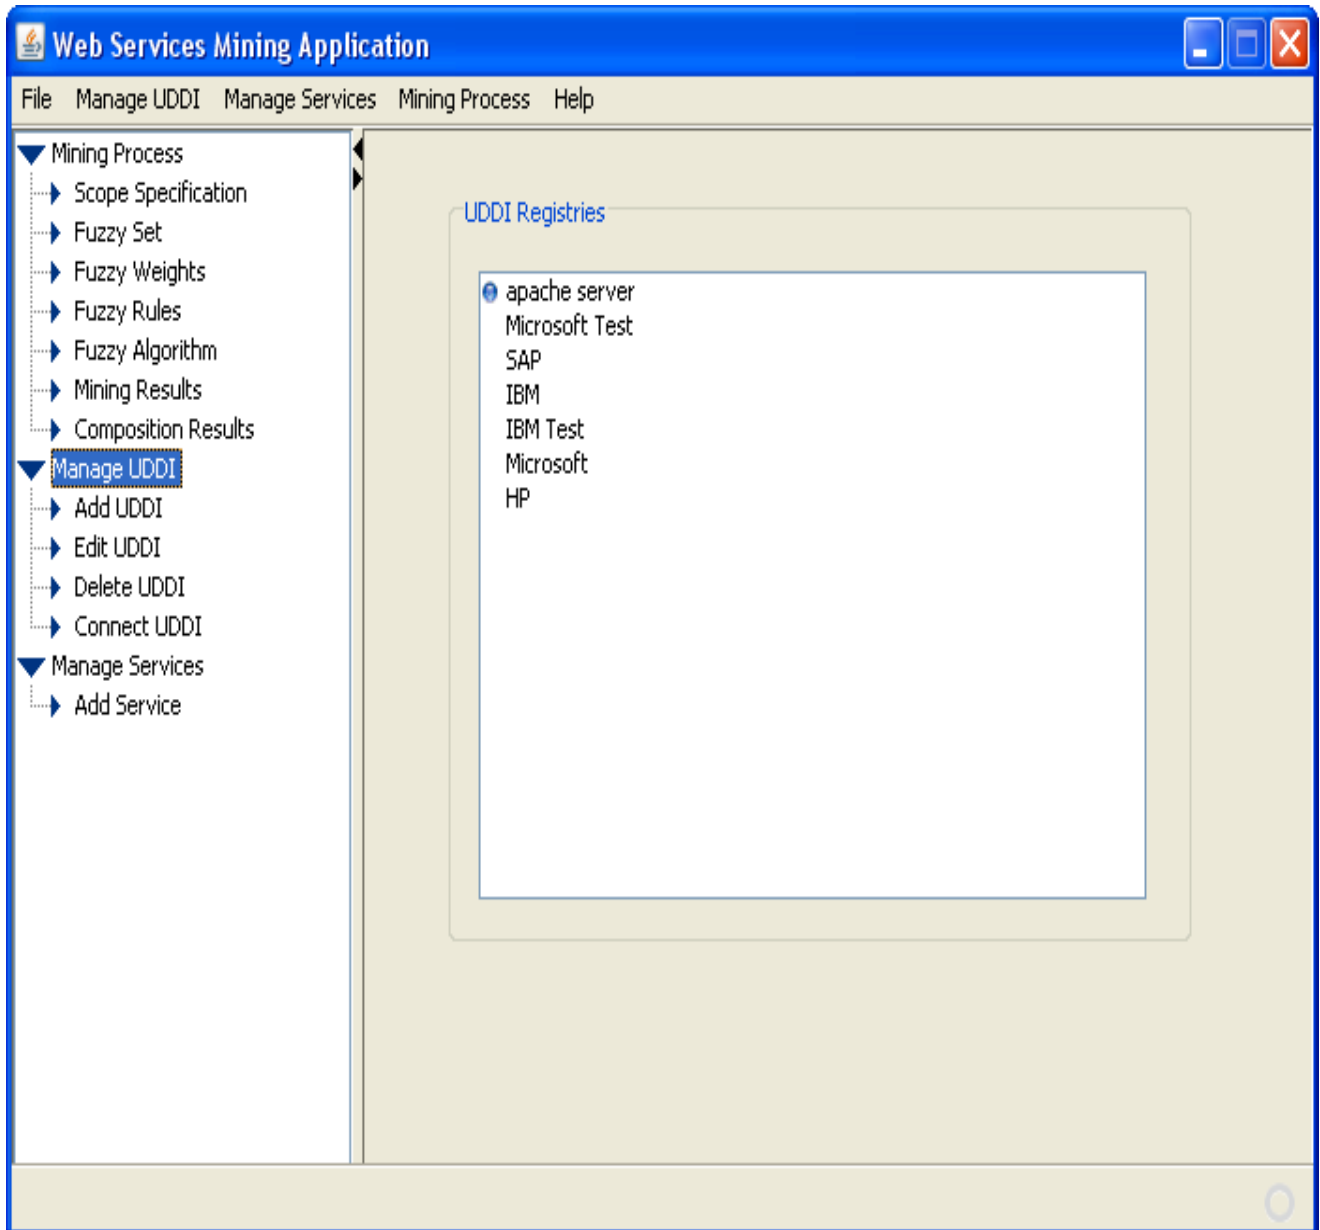 Web Services Mining Application
File Manage UDDI Manage Services Mining Process Help
Mining Process
Scope Specification
Fuzzy Set
Fuzzy Weights
Fuzzy Rules
Fuzzy Algorithm
Mining Results
Composition Results
Manage UDDI
Add UDDI
Edit UDDI
Delete UDDI
Connect UDDI
Manage Services
Add Service
UDDI Registries
apache server
Microsoft Test
SAP
IBM
IBM Test
Microsoft
HP